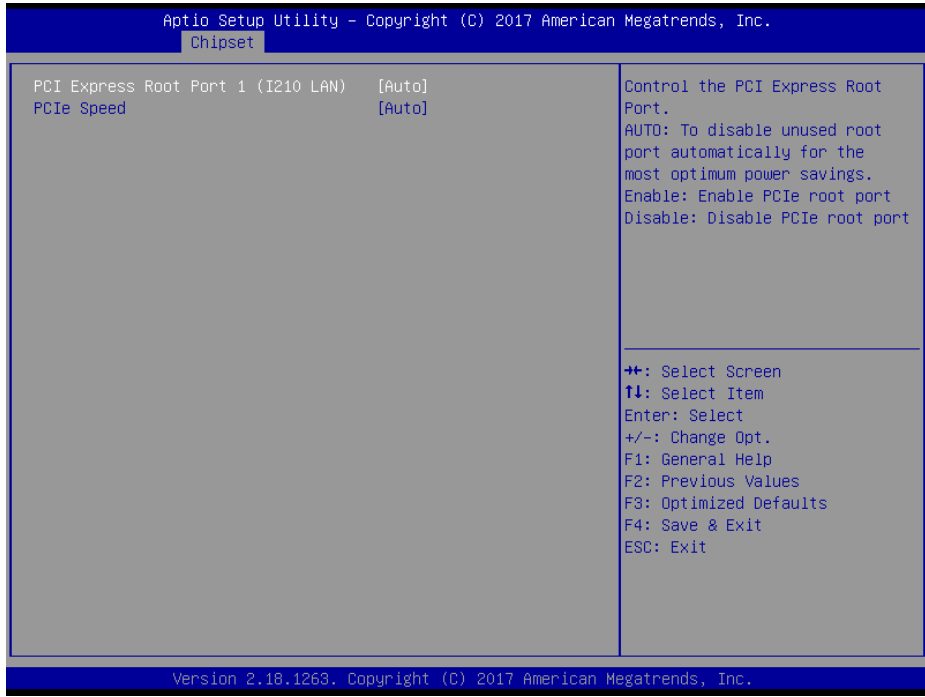 Aptio Setup Utility – Copyright (C) 2017 American Megatrends, Inc.
Chipset
PCI Express Root Port 1 (I210 LAN) [Auto]
PCIe Speed [Auto]
Control the PCI Express Root
Port.
AUTO: To disable unused root
port automatically for the
most optimum power savings.
Enable: Enable PCIe root port
Disable: Disable PCIe root port
→←: Select Screen
↑↓: Select Item
Enter: Select
+/-: Change Opt.
F1: General Help
F2: Previous Values
F3: Optimized Defaults
F4: Save & Exit
ESC: Exit
Version 2.18.1263. Copyright (C) 2017 American Megatrends, Inc.